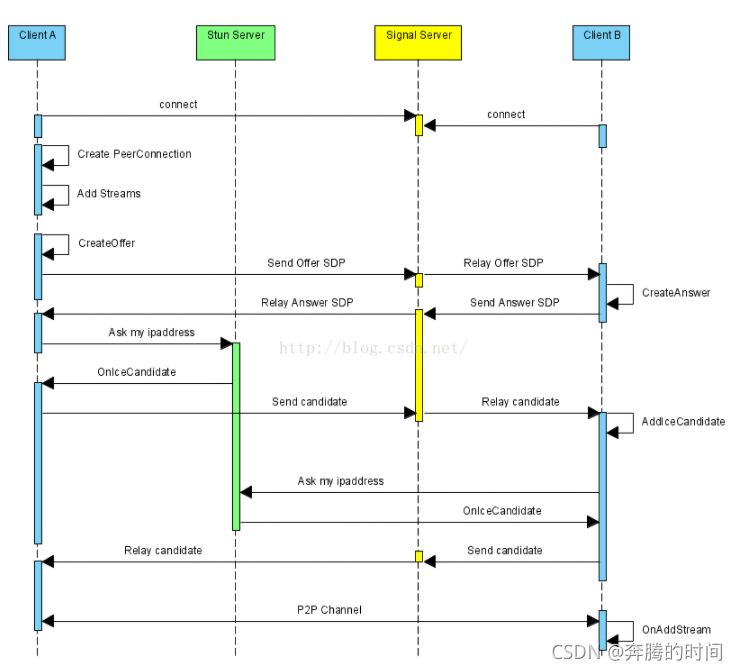 Client A
Stun Server
Signal Server
Client B
connect
connect
Create PeerConnection
Add Streams
CreateOffer
Send Offer SDP
Relay Offer SDP
CreateAnswer
Relay Answer SDP
Send Answer SDP
Ask my ipaddress
http://blog.csdn.net/
OnIceCandidate
Send candidate
Relay candidate
AddIceCandidate
Ask my ipaddress
OnIceCandidate
Relay candidate
Send candidate
P2P Channel
OnAddStream
CSDN @奔腾的时间